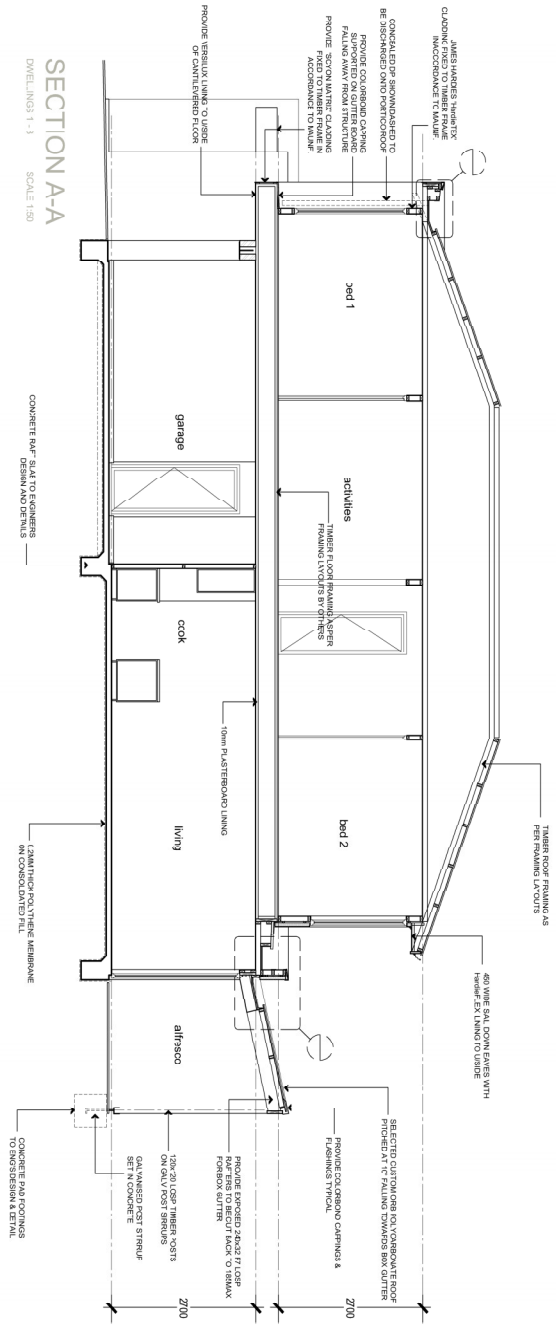 JAMES HARDIES 'HardieTEX'
CLADDING FIXED TO TIMBER FRAME
IN ACCORDANCE TO MAUNF.
CONCEALED DP SHOWN DASHED TO
BE DISCHARGED ONTO PORTICO ROOF
PROVIDE COLORBOND CAPPING
SUPPORTED ON GUTTER BOARD
FALLING AWAY FROM STRUCTURE
PROVIDE 'SCYON MATRIX' CLADDING
FIXED TO TIMBER FRAME IN
ACCORDANCE TO MAUNF
PROVIDE VERSILUX LINING TO U/SIDE
OF CANTILEVERED FLOOR
TIMBER ROOF FRAMING AS
PER FRAMING LAYOUTS
450 WIDE SAIL DOWN EAVES WITH
HardieFLEX LINING TO U/SIDE
SELECTED CUSTOM ORB POLYCARBONATE ROOF
PITCHED AT 10° FALLING TOWARDS BOX GUTTER
PROVIDE COLORBOND CAPPINGS &
FLASHINGS TYPICAL
PROVIDE EXPOSED 240x32 F7 LOSP
RAFTERS TO BE CUT BACK TO 185MAX
FOR BOX GUTTER
120x120 LOSP TIMBER POSTS
ON GALV POST STIRRUPS
GALVANISED POST STIRRUP
SET IN CONCRETE
CONCRETE PAD FOOTINGS
TO ENG'S DESIGN & DETAIL
bed 1
activities
bed 2
TIMBER FLOOR FRAMING AS PER
FRAMING LAYOUTS BY OTHERS
10mm PLASTERBOARD LINING
garage
cook
living
alfresco
2700
2700
CONCRETE RAFT SLAB TO ENGINEERS
DESIGN AND DETAILS
0.2MM THICK POLYTHENE MEMBRANE
ON CONSOLIDATED FILL
SECTION A-A
DWELLINGS 1 - 3 SCALE 1:50